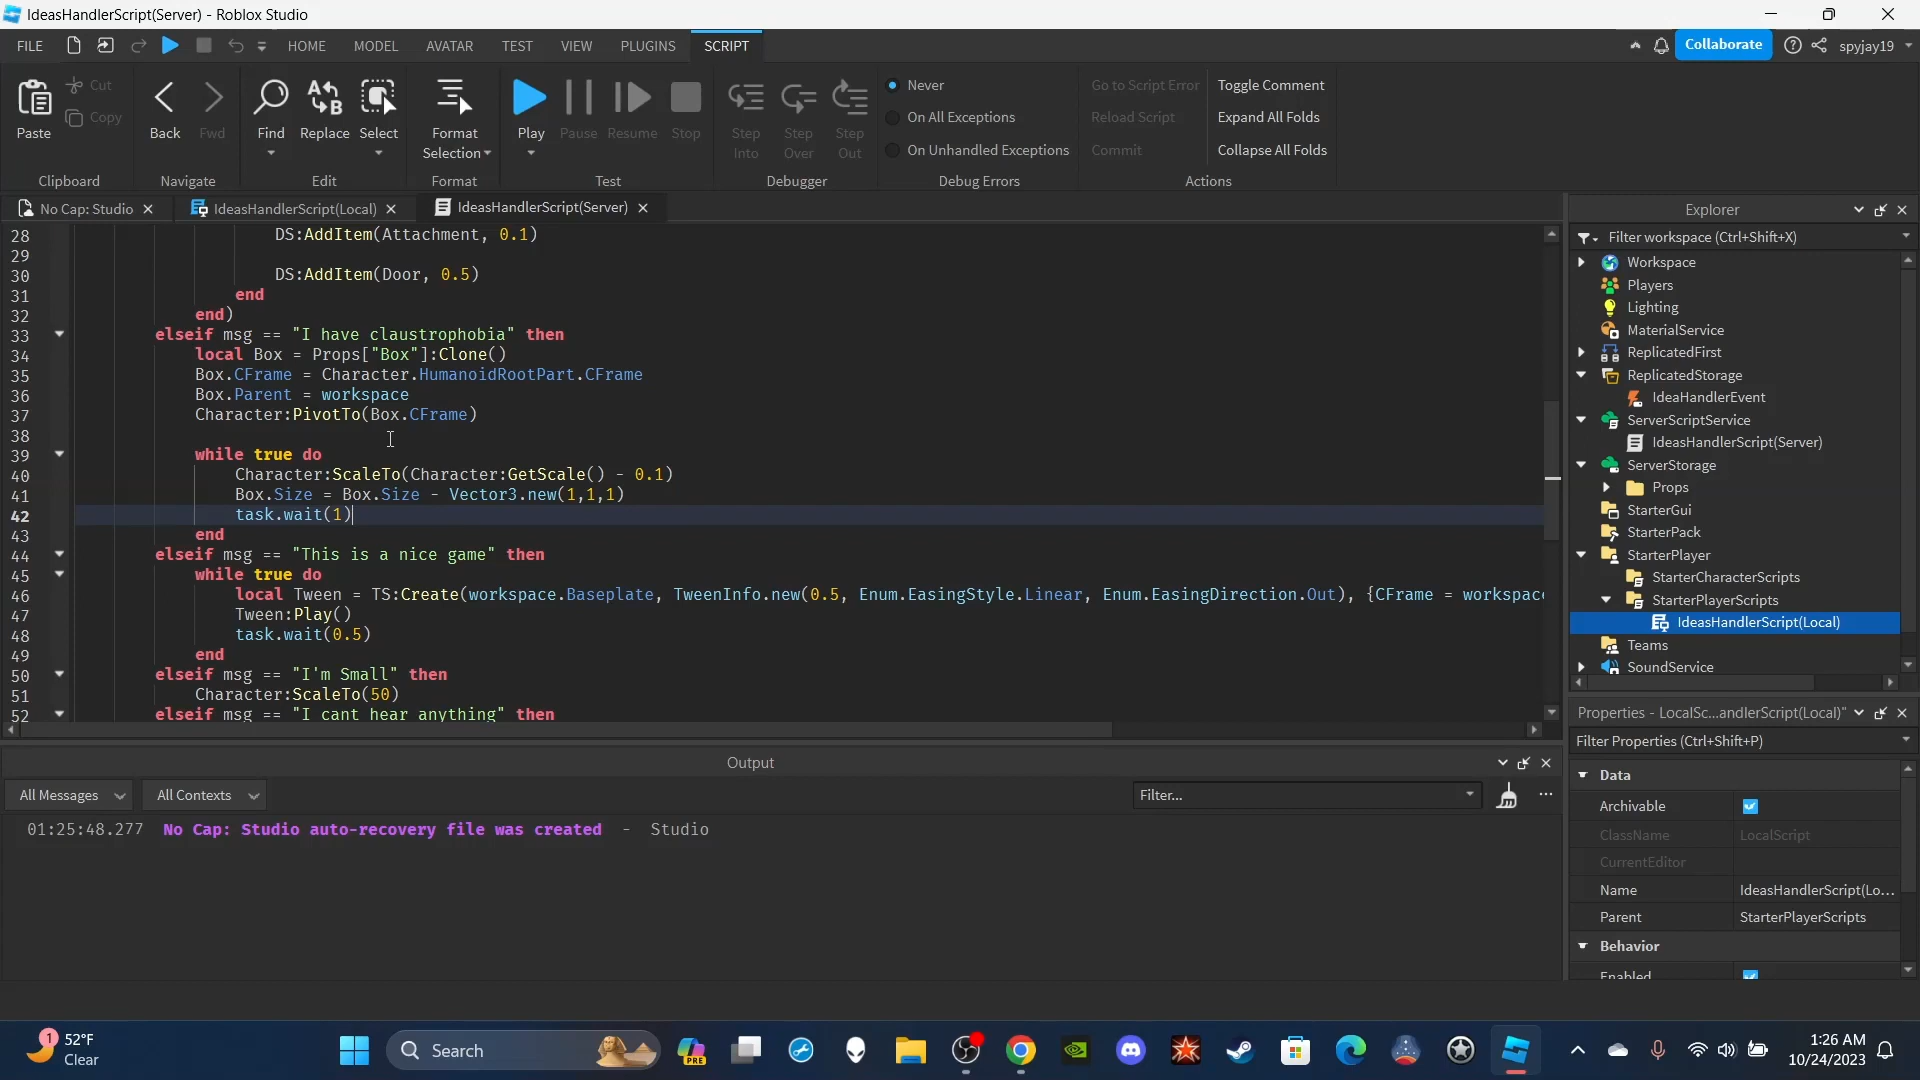 IdeasHandlerScript(Server) - Roblox Studio
FILE HOME MODEL AVATAR TEST VIEW PLUGINS SCRIPT Collaborate spyjay19
Paste Cut Copy Back Fwd Find Replace Select Format Selection Play Pause Resume Stop Step Into Step Over Step Out
Never
On All Exceptions
On Unhandled Exceptions
Go to Script Error
Reload Script
Commit
Toggle Comment
Expand All Folds
Collapse All Folds
Clipboard Navigate Edit Format Test Debugger Debug Errors Actions
No Cap: Studio IdeasHandlerScript(Local) IdeasHandlerScript(Server)
28 DS:AddItem(Attachment, 0.1)
29
30 DS:AddItem(Door, 0.5)
31 end
32 end)
33 elseif msg == "I have claustrophobia" then
34 local Box = Props["Box"]:Clone()
35 Box.CFrame = Character.HumanoidRootPart.CFrame
36 Box.Parent = workspace
37 Character:PivotTo(Box.CFrame)
38
39 while true do
40 Character:ScaleTo(Character:GetScale() - 0.1)
41 Box.Size = Box.Size - Vector3.new(1,1,1)
42 task.wait(1)
43 end
44 elseif msg == "This is a nice game" then
45 while true do
46 local Tween = TS:Create(workspace.Baseplate, TweenInfo.new(0.5, Enum.EasingStyle.Linear, Enum.EasingDirection.Out), {CFrame = workspac
47 Tween:Play()
48 task.wait(0.5)
49 end
50 elseif msg == "I'm Small" then
51 Character:ScaleTo(50)
52 elseif msg == "I cant hear anything" then
Explorer
Filter workspace (Ctrl+Shift+X)
Workspace
Players
Lighting
MaterialService
ReplicatedFirst
ReplicatedStorage
IdeaHandlerEvent
ServerScriptService
IdeasHandlerScript(Server)
ServerStorage
Props
StarterGui
StarterPack
StarterPlayer
StarterCharacterScripts
StarterPlayerScripts
IdeasHandlerScript(Local)
Teams
SoundService
Properties - LocalSc...andlerScript(Local)"
Filter Properties (Ctrl+Shift+P)
Data
Archivable
ClassName LocalScript
CurrentEditor
Name IdeasHandlerScript(Lo...
Parent StarterPlayerScripts
Behavior
Enabled
Output
All Messages All Contexts Filter... ...
01:25:48.277 No Cap: Studio auto-recovery file was created - Studio
1 52°F
Clear
Search
PRE
1:26 AM
10/24/2023